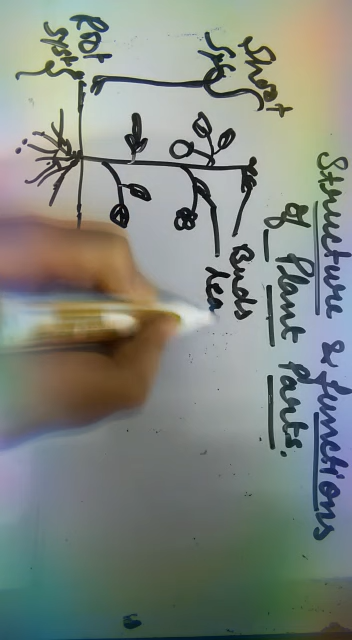 Structure & functions
of Plant Parts.
Shoot
Sys
Buds
lea
Root
Syst